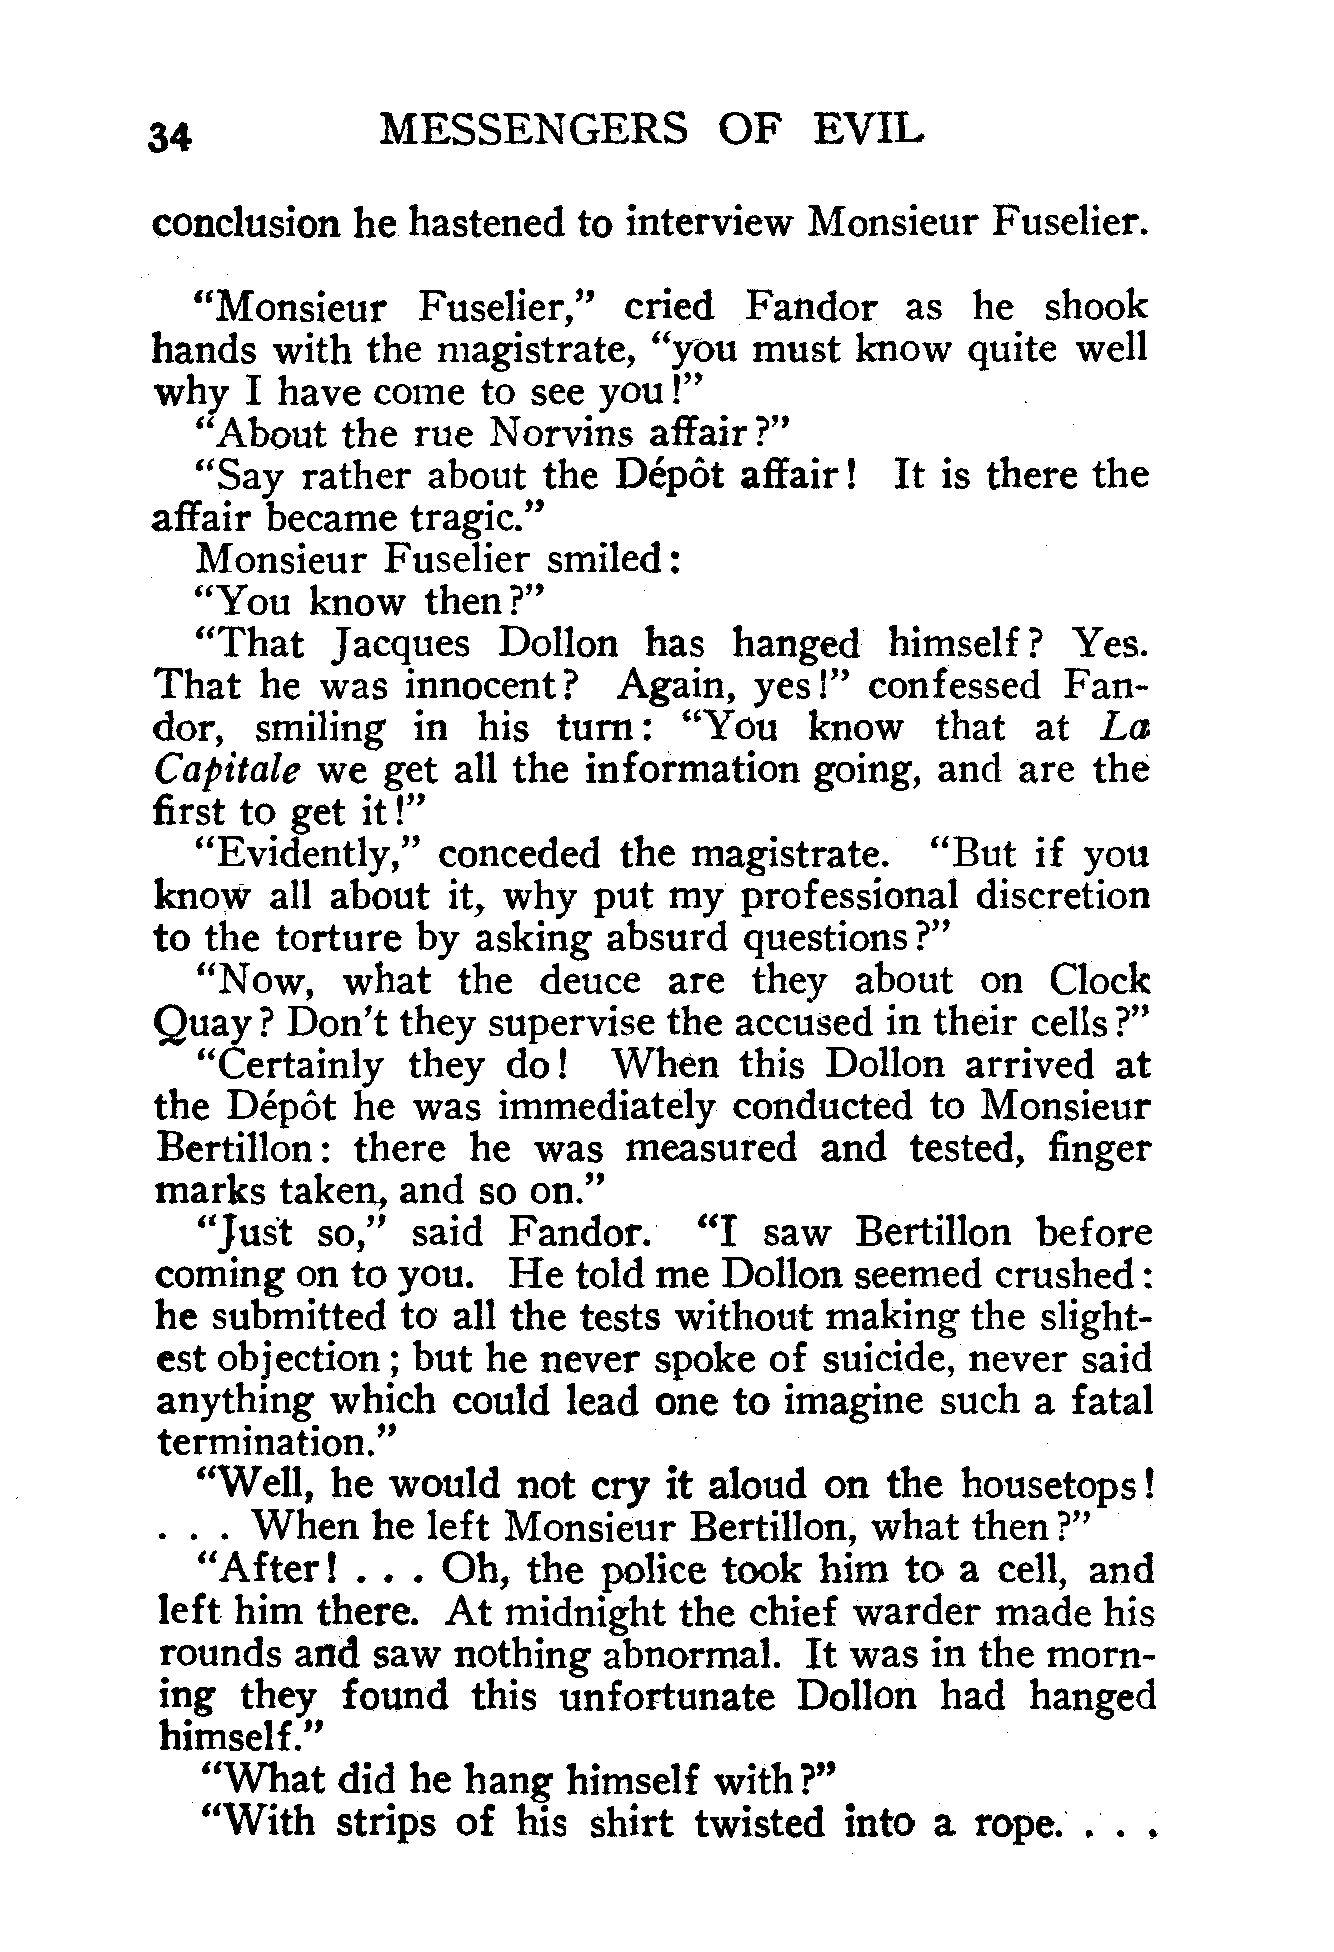 34 MESSENGERS OF EVIL
conclusion he hastened to interview Monsieur Fuselier.
“Monsieur Fuselier,” cried Fandor as he shook
hands with the magistrate, “you must know quite well
why I have come to see you!”
“About the rue Norvins affair?”
“Say rather about the Dépôt affair! It is there the
affair became tragic.”
Monsieur Fuselier smiled:
“You know then?”
“That Jacques Dollon has hanged himself? Yes.
That he was innocent? Again, yes!” confessed Fan-
dor, smiling in his turn: “You know that at La
Capitale we get all the information going, and are the
first to get it!”
“Evidently,” conceded the magistrate. “But if you
know all about it, why put my professional discretion
to the torture by asking absurd questions?”
“Now, what the deuce are they about on Clock
Quay? Don't they supervise the accused in their cells?”
“Certainly they do! When this Dollon arrived at
the Dépôt he was immediately conducted to Monsieur
Bertillon: there he was measured and tested, finger
marks taken, and so on.”
“Just so,” said Fandor. “I saw Bertillon before
coming on to you. He told me Dollon seemed crushed:
he submitted to all the tests without making the slight-
est objection; but he never spoke of suicide, never said
anything which could lead one to imagine such a fatal
termination.”
“Well, he would not cry it aloud on the housetops!
. . . When he left Monsieur Bertillon, what then?”
“After! . . . Oh, the police took him to a cell, and
left him there. At midnight the chief warder made his
rounds and saw nothing abnormal. It was in the morn-
ing they found this unfortunate Dollon had hanged
himself.”
“What did he hang himself with?”
“With strips of his shirt twisted into a rope. . . .